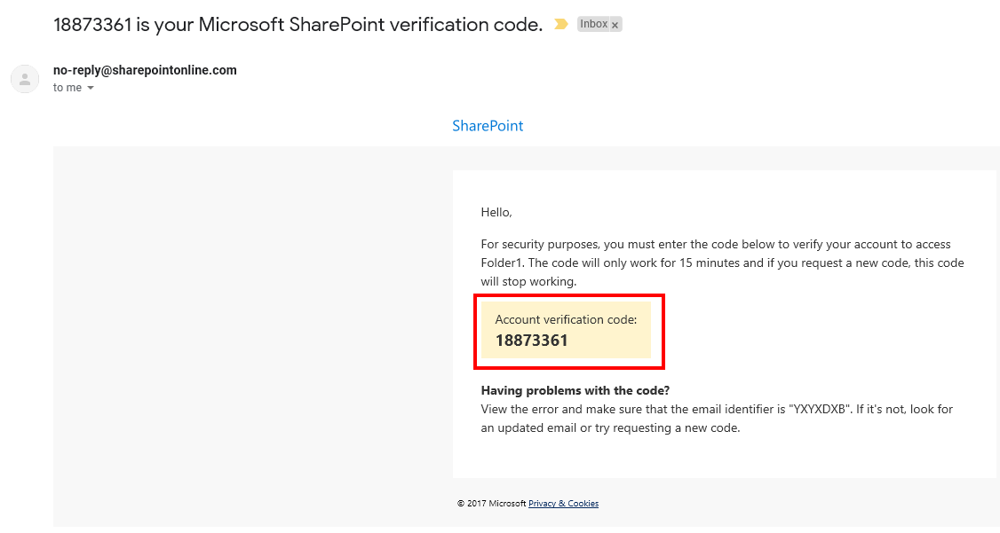 18873361 is your Microsoft SharePoint verification code.
Inbox x
no-reply@sharepointonline.com
to me
SharePoint
Hello,
For security purposes, you must enter the code below to verify your account to access
Folder1. The code will only work for 15 minutes and if you request a new code, this code
will stop working.
Account verification code:
18873361
Having problems with the code?
View the error and make sure that the email identifier is "YXYXDXB". If it's not, look for
an updated email or try requesting a new code.
© 2017 Microsoft Privacy & Cookies